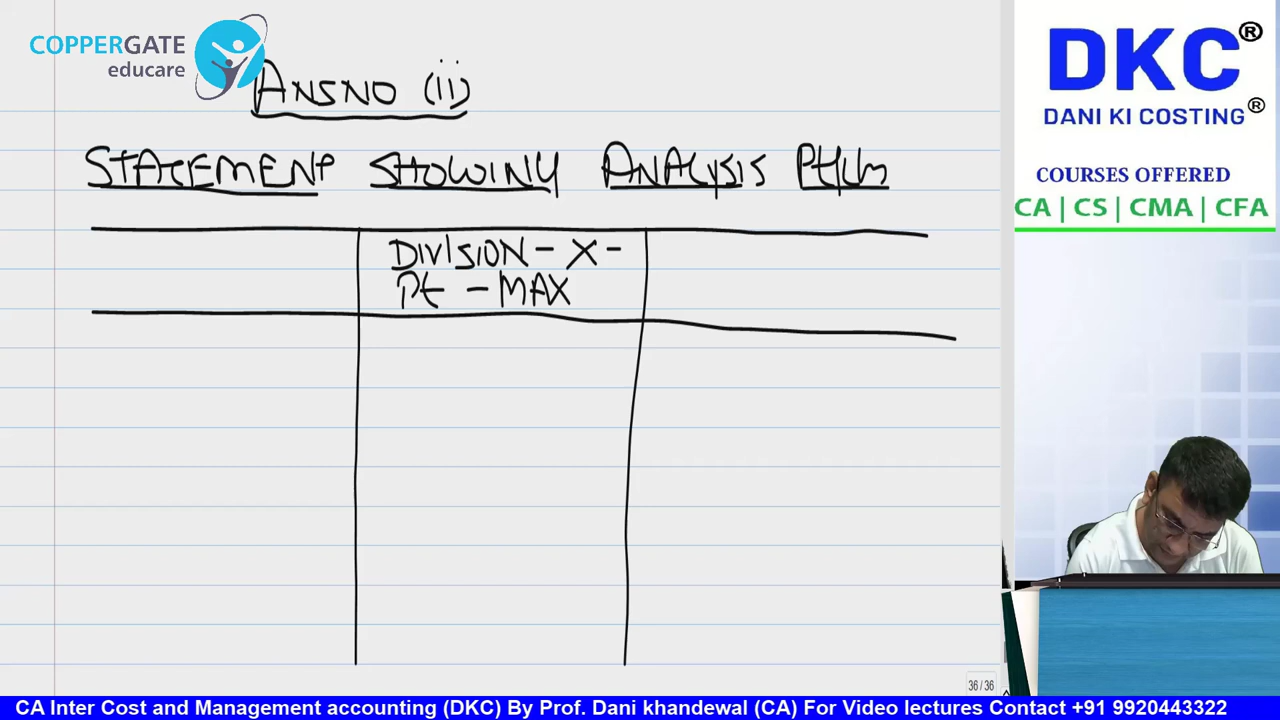 COPPERGATE
educare
ANSNO (ii)
STATEMENT SHOWING ANALYSIS
DIVISION - X -
Pt - MAX
36 / 36
DKC®
DANI KI COSTING®
COURSES OFFERED
CA | CS | CMA | CFA
CA Inter Cost and Management accounting (DKC) By Prof. Dani khandewal (CA) For Video lectures Contact +91 9920443322